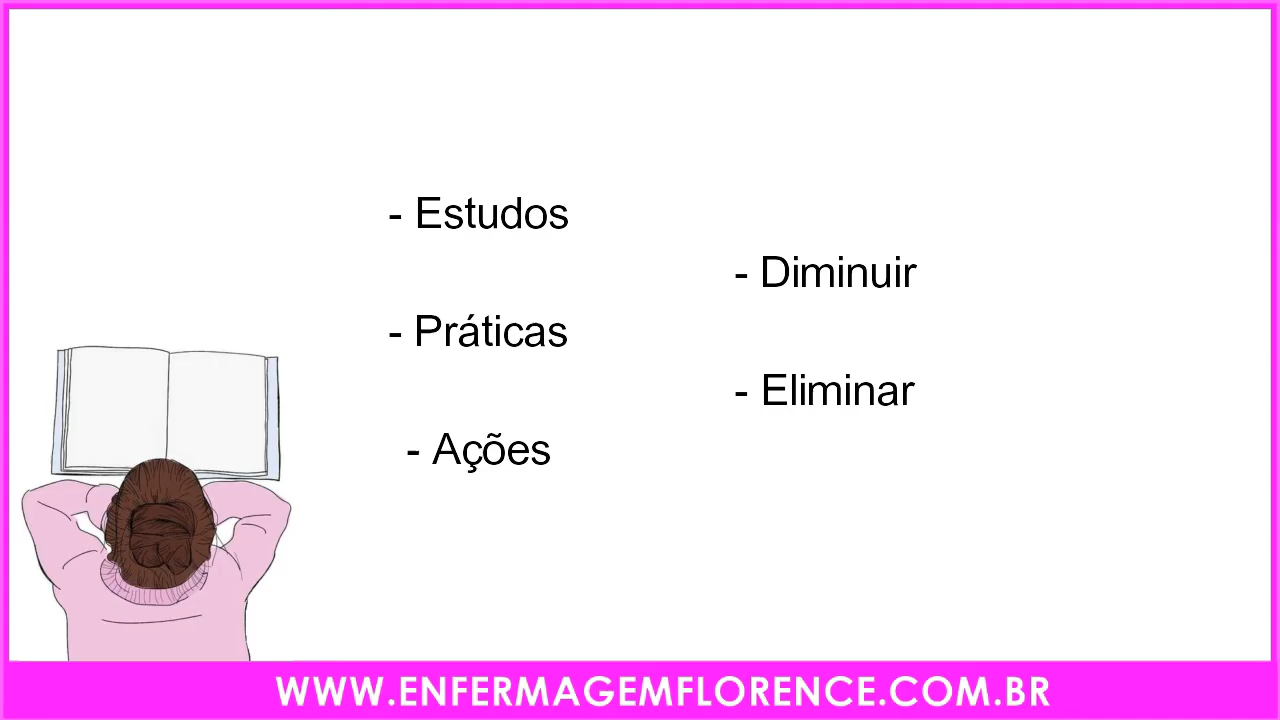 - Estudos
- Diminuir
- Práticas
- Eliminar
- Ações
WWW.ENFERMAGEMFLORENCE.COM.BR